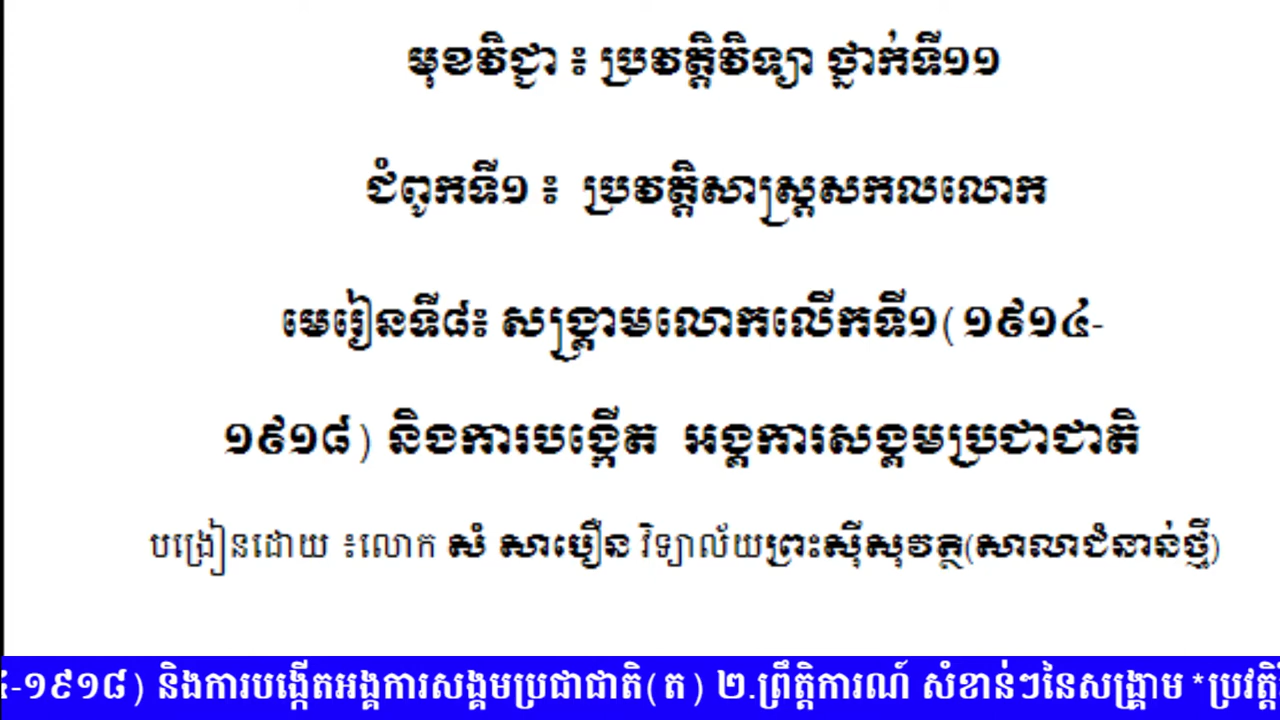 មុខវិជ្ជា ៖ ប្រវត្តិវិទ្យា ថ្នាក់ទី១១
ជំពូកទី១ ៖ ប្រវត្តិសាស្ត្រសកលលោក
មេរៀនទី៨៖ សង្គ្រាមលោកលើកទី១(១៩១៤-
១៩១៨) និងការបង្កើត អង្គការសង្គមប្រជាជាតិ
បង្រៀនដោយ ៖លោក សំ សាបឿន វិទ្យាល័យព្រះស៊ីសុវត្ថ(សាលាជំនាន់ថ្មី)
-១៩១៨) និងការបង្កើតអង្គការសង្គមប្រជាជាតិ(ត) ២.ព្រឹត្តិការណ៍ សំខាន់ៗនៃសង្គ្រាម *ប្រវត្តិ